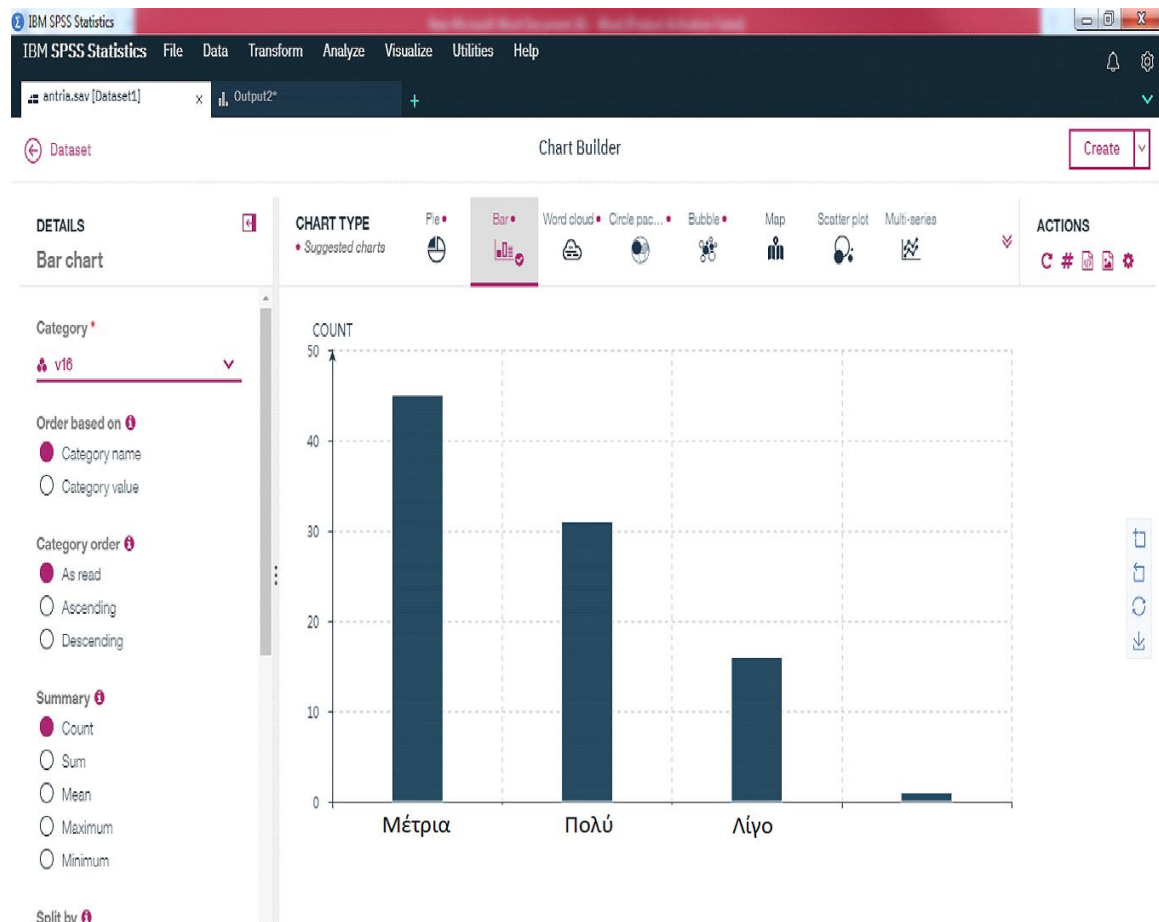 IBM SPSS Statistics
IBM SPSS Statistics File Data Transform Analyze Visualize Utilities Help
antria.sav [Dataset1] x Output2* +
Dataset
Chart Builder
Create
DETAILS
Bar chart
CHART TYPE
• Suggested charts
Pie •
Bar •
Word cloud •
Circle pac... •
Bubble •
Map
Scatter plot
Multi-series
ACTIONS
Category *
v16
Order based on
Category name
Category value
Category order
As read
Ascending
Descending
Summary
Count
Sum
Mean
Maximum
Minimum
Split by
COUNT
50
40
30
20
10
0
Μέτρια Πολύ Λίγο